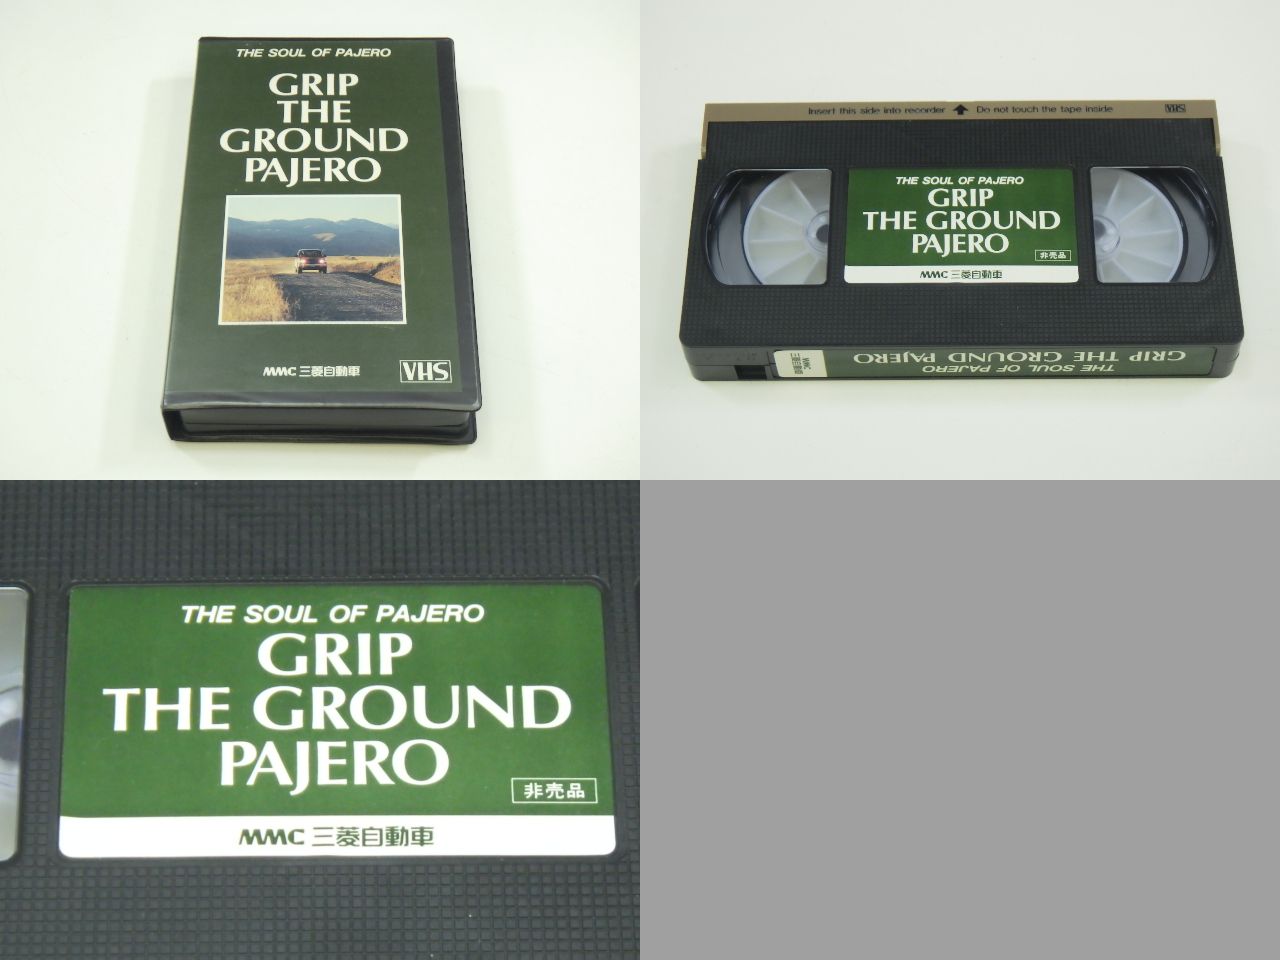 THE SOUL OF PAJERO
GRIP
THE
GROUND
PAJERO
MMC 三菱自動車
VHS
Insert this side into recorder ↑ Do not touch the tape inside
VHS
THE SOUL OF PAJERO
GRIP
THE GROUND
PAJERO
非売品
MMC 三菱自動車
THE SOUL OF PAJERO
GRIP THE GROUND PAJERO
MMC
三菱自動車
THE SOUL OF PAJERO
GRIP
THE GROUND
PAJERO
非売品
MMC 三菱自動車